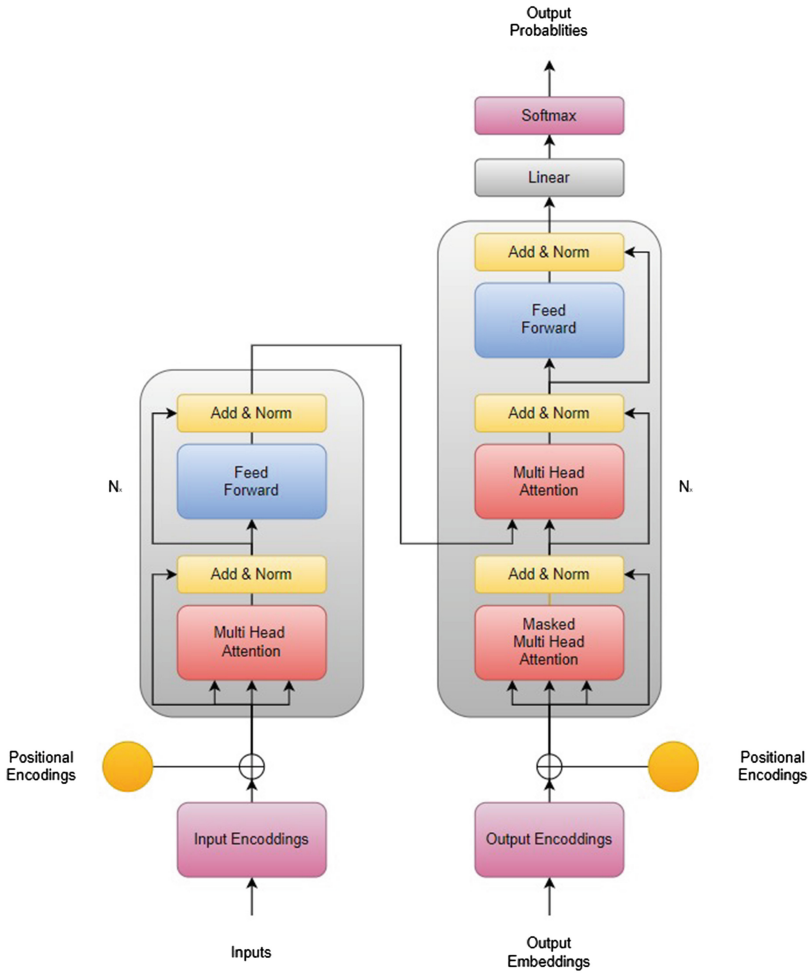 Output
Probablities
Softmax
Linear
Add & Norm
Feed
Forward
Add & Norm
Multi Head
Attention
Nₓ
Add & Norm
Masked
Multi Head
Attention
Add & Norm
Feed
Forward
Nₓ
Add & Norm
Multi Head
Attention
Positional
Encodings
Positional
Encodings
Input Encoddings
Output Encoddings
Inputs
Output
Embeddings